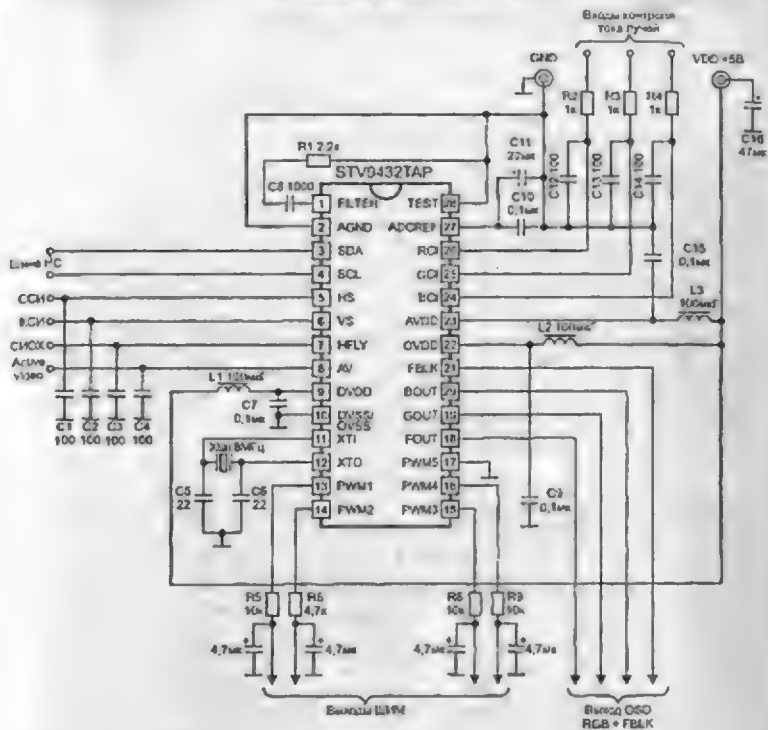 Входы контроля
тока лучей
GND
VDD +5В
R2
1к
R3
1к
R4
1к
C16
47мк
R1 2,2к
C11
22мк
STV9432TAP
C8 1000
C10
0,1мк
C12 100
C13 100
C14 100
C15
0,1мк
1 FILTER
TEST 28
2 AGND
ADCREF 27
3 SDA
RCI 26
4 SCL
GCI 25
5 HS
BCI 24
6 VS
AVDD 23
7 HFLY
OVDD 22
8 AV
FBLK 21
9 DVDD
BOUT 20
10 DVSS/
OVSS
GOUT 19
11 XTI
18
12 XTO
PWM5 17
13 PWM1
PWM4 16
14 PWM2
PWM3 15
ССИ
КСИ
СИОХ
Active
video
L3
L2
L1
C7
0,1мк
C1
100
C2
100
C3
100
C4
100
8МГц
C5
22
C6
22
C9
0,1мк
R5
10к
R6
4,7к
R8
10к
R9
10к
4,7мк
4,7мк
4,7мк
4,7мк
Выходы ШИМ
Выход OSD
RGB + FBLK